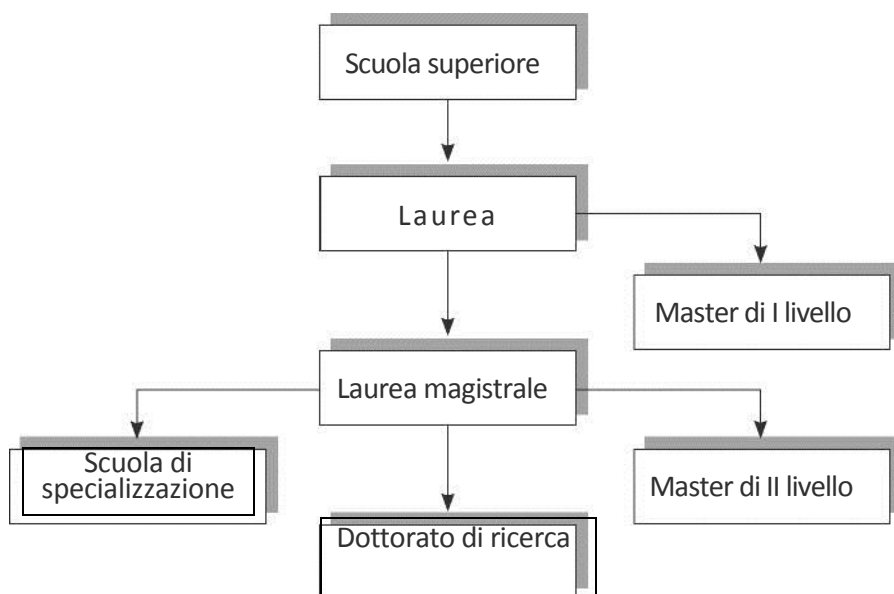 Scuola superiore
Laurea
Master di I livello
Laurea magistrale
Scuola di
specializzazione
Master di II livello
Dottorato di ricerca